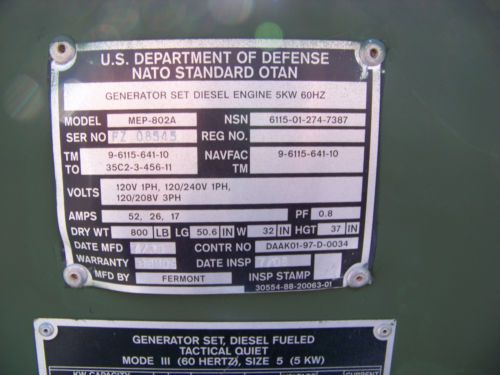 U.S. DEPARTMENT OF DEFENSE
NATO STANDARD OTAN
GENERATOR SET DIESEL ENGINE 5KW 60HZ
MODEL MEP-802A NSN 6115-01-274-7387
SER NO FZ 08545 REG NO.
TM 9-6115-641-10 NAVFAC 9-6115-641-10
TO 35C2-3-456-11 TM
VOLTS 120V 1PH, 120/240V 1PH,
120/208V 3PH
AMPS 52, 26, 17 PF 0.8
DRY WT 800 LB LG 50.6 IN W 32 IN HGT 37 IN
DATE MFD CONTR NO DAAK01-97-D-0034
WARRANTY DATE INSP
MFD BY FERMONT INSP STAMP
30554-88-20063-01
GENERATOR SET, DIESEL FUELED
TACTICAL QUIET
MODE III (60 HERTZ), SIZE 5 (5 KW)
KW CAPACITY CURRENT